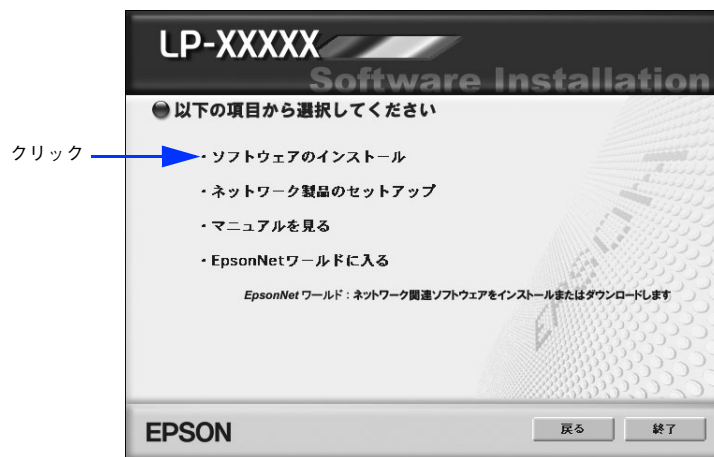 LP-XXXXX
Software Installation
以下の項目から選択してください
クリック
・ソフトウェアのインストール
・ネットワーク製品のセットアップ
・マニュアルを見る
・EpsonNetワールドに入る
EpsonNet ワールド：ネットワーク関連ソフトウェアをインストールまたはダウンロードします
EPSON
EPSON
戻る
終了